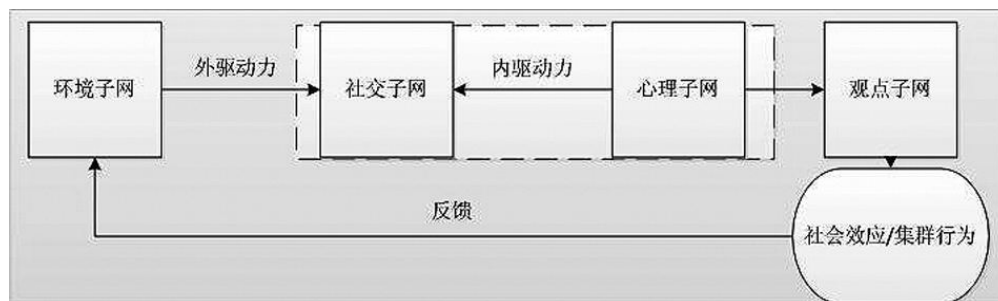 环境子网
外驱动力
社交子网
内驱动力
心理子网
观点子网
反馈
社会效应/集群行为